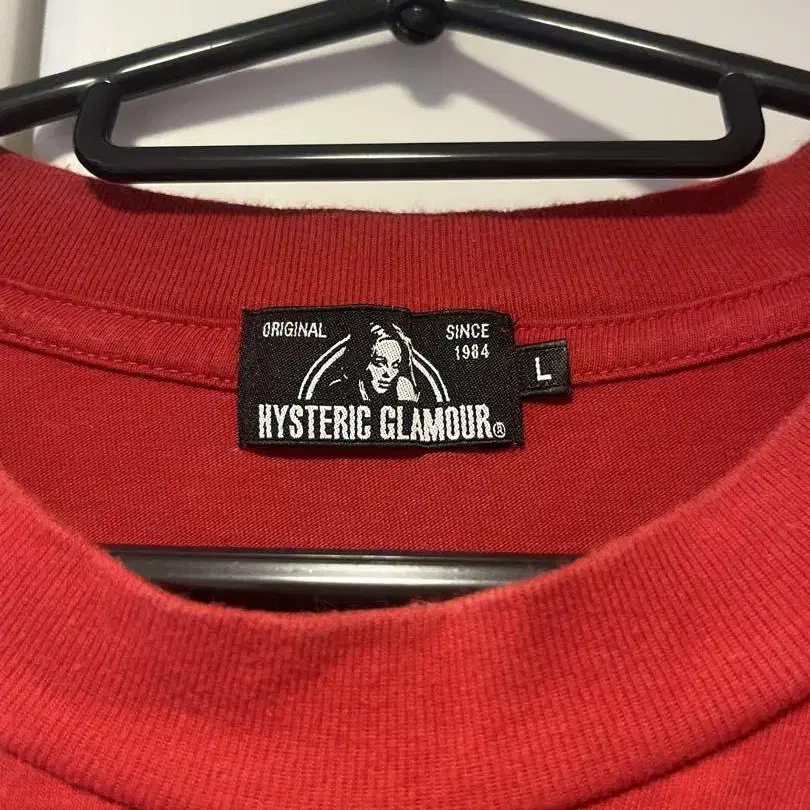 ORIGINAL
SINCE
1984
HYSTERIC GLAMOUR®
L